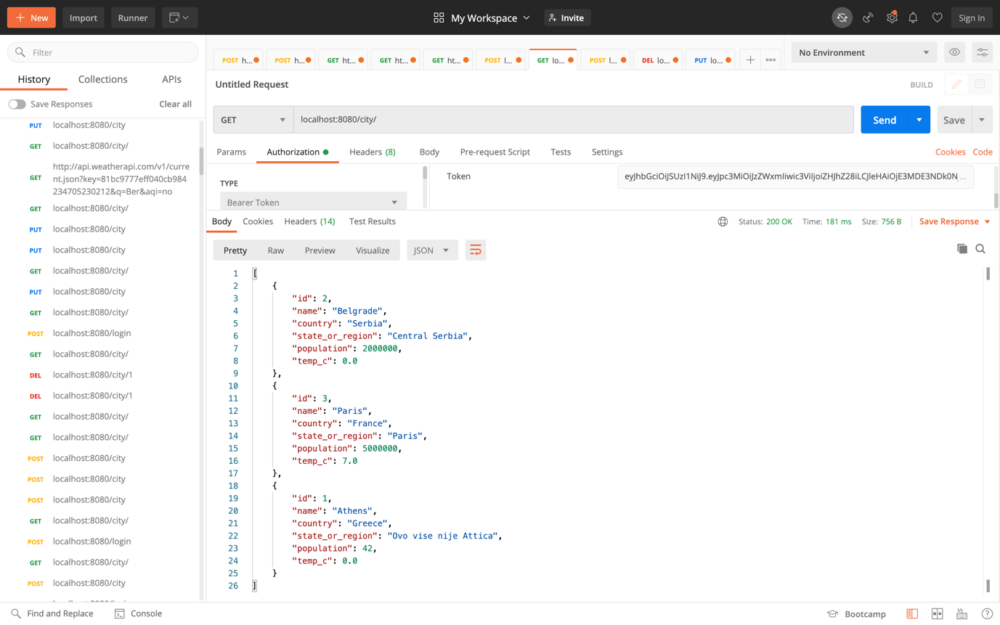 New
Import
Runner
My Workspace
Invite
Sign In
Filter
History
Collections
APIs
Save Responses
Clear all
PUT localhost:8080/city
GET localhost:8080/city/
GET http://api.weatherapi.com/v1/curre
nt.json?key=81bc9777eff040cb984
234705230212&q=Ber&aqi=no
GET localhost:8080/city/
PUT localhost:8080/city
PUT localhost:8080/city
GET localhost:8080/city/
PUT localhost:8080/city
GET localhost:8080/city/
POST localhost:8080/login
GET localhost:8080/city/
DEL localhost:8080/city/1
DEL localhost:8080/city/1
GET localhost:8080/city/
GET localhost:8080/city/
POST localhost:8080/city
POST localhost:8080/city
POST localhost:8080/city
GET localhost:8080/city/
POST localhost:8080/login
GET localhost:8080/city/
POST localhost:8080/city
POST h...
POST h...
GET ht...
GET ht...
GET ht...
POST l...
GET lo...
POST l...
DEL lo...
PUT lo...
No Environment
Untitled Request
BUILD
GET
localhost:8080/city/
Send
Save
Params
Authorization
Headers (8)
Body
Pre-request Script
Tests
Settings
Cookies
Code
TYPE
Bearer Token
Token
Body
Cookies
Headers (14)
Test Results
Status: 200 OK
Time: 181 ms
Size: 756 B
Save Response
Pretty
Raw
Preview
Visualize
JSON
1 [
2 {
3 "id": 2,
4 "name": "Belgrade",
5 "country": "Serbia",
6 "state_or_region": "Central Serbia",
7 "population": 2000000,
8 "temp_c": 0.0
9 },
10 {
11 "id": 3,
12 "name": "Paris",
13 "country": "France",
14 "state_or_region": "Paris",
15 "population": 5000000,
16 "temp_c": 7.0
17 },
18 {
19 "id": 1,
20 "name": "Athens",
21 "country": "Greece",
22 "state_or_region": "Ovo vise nije Attica",
23 "population": 42,
24 "temp_c": 0.0
25 }
26 ]
Find and Replace
Console
Bootcamp